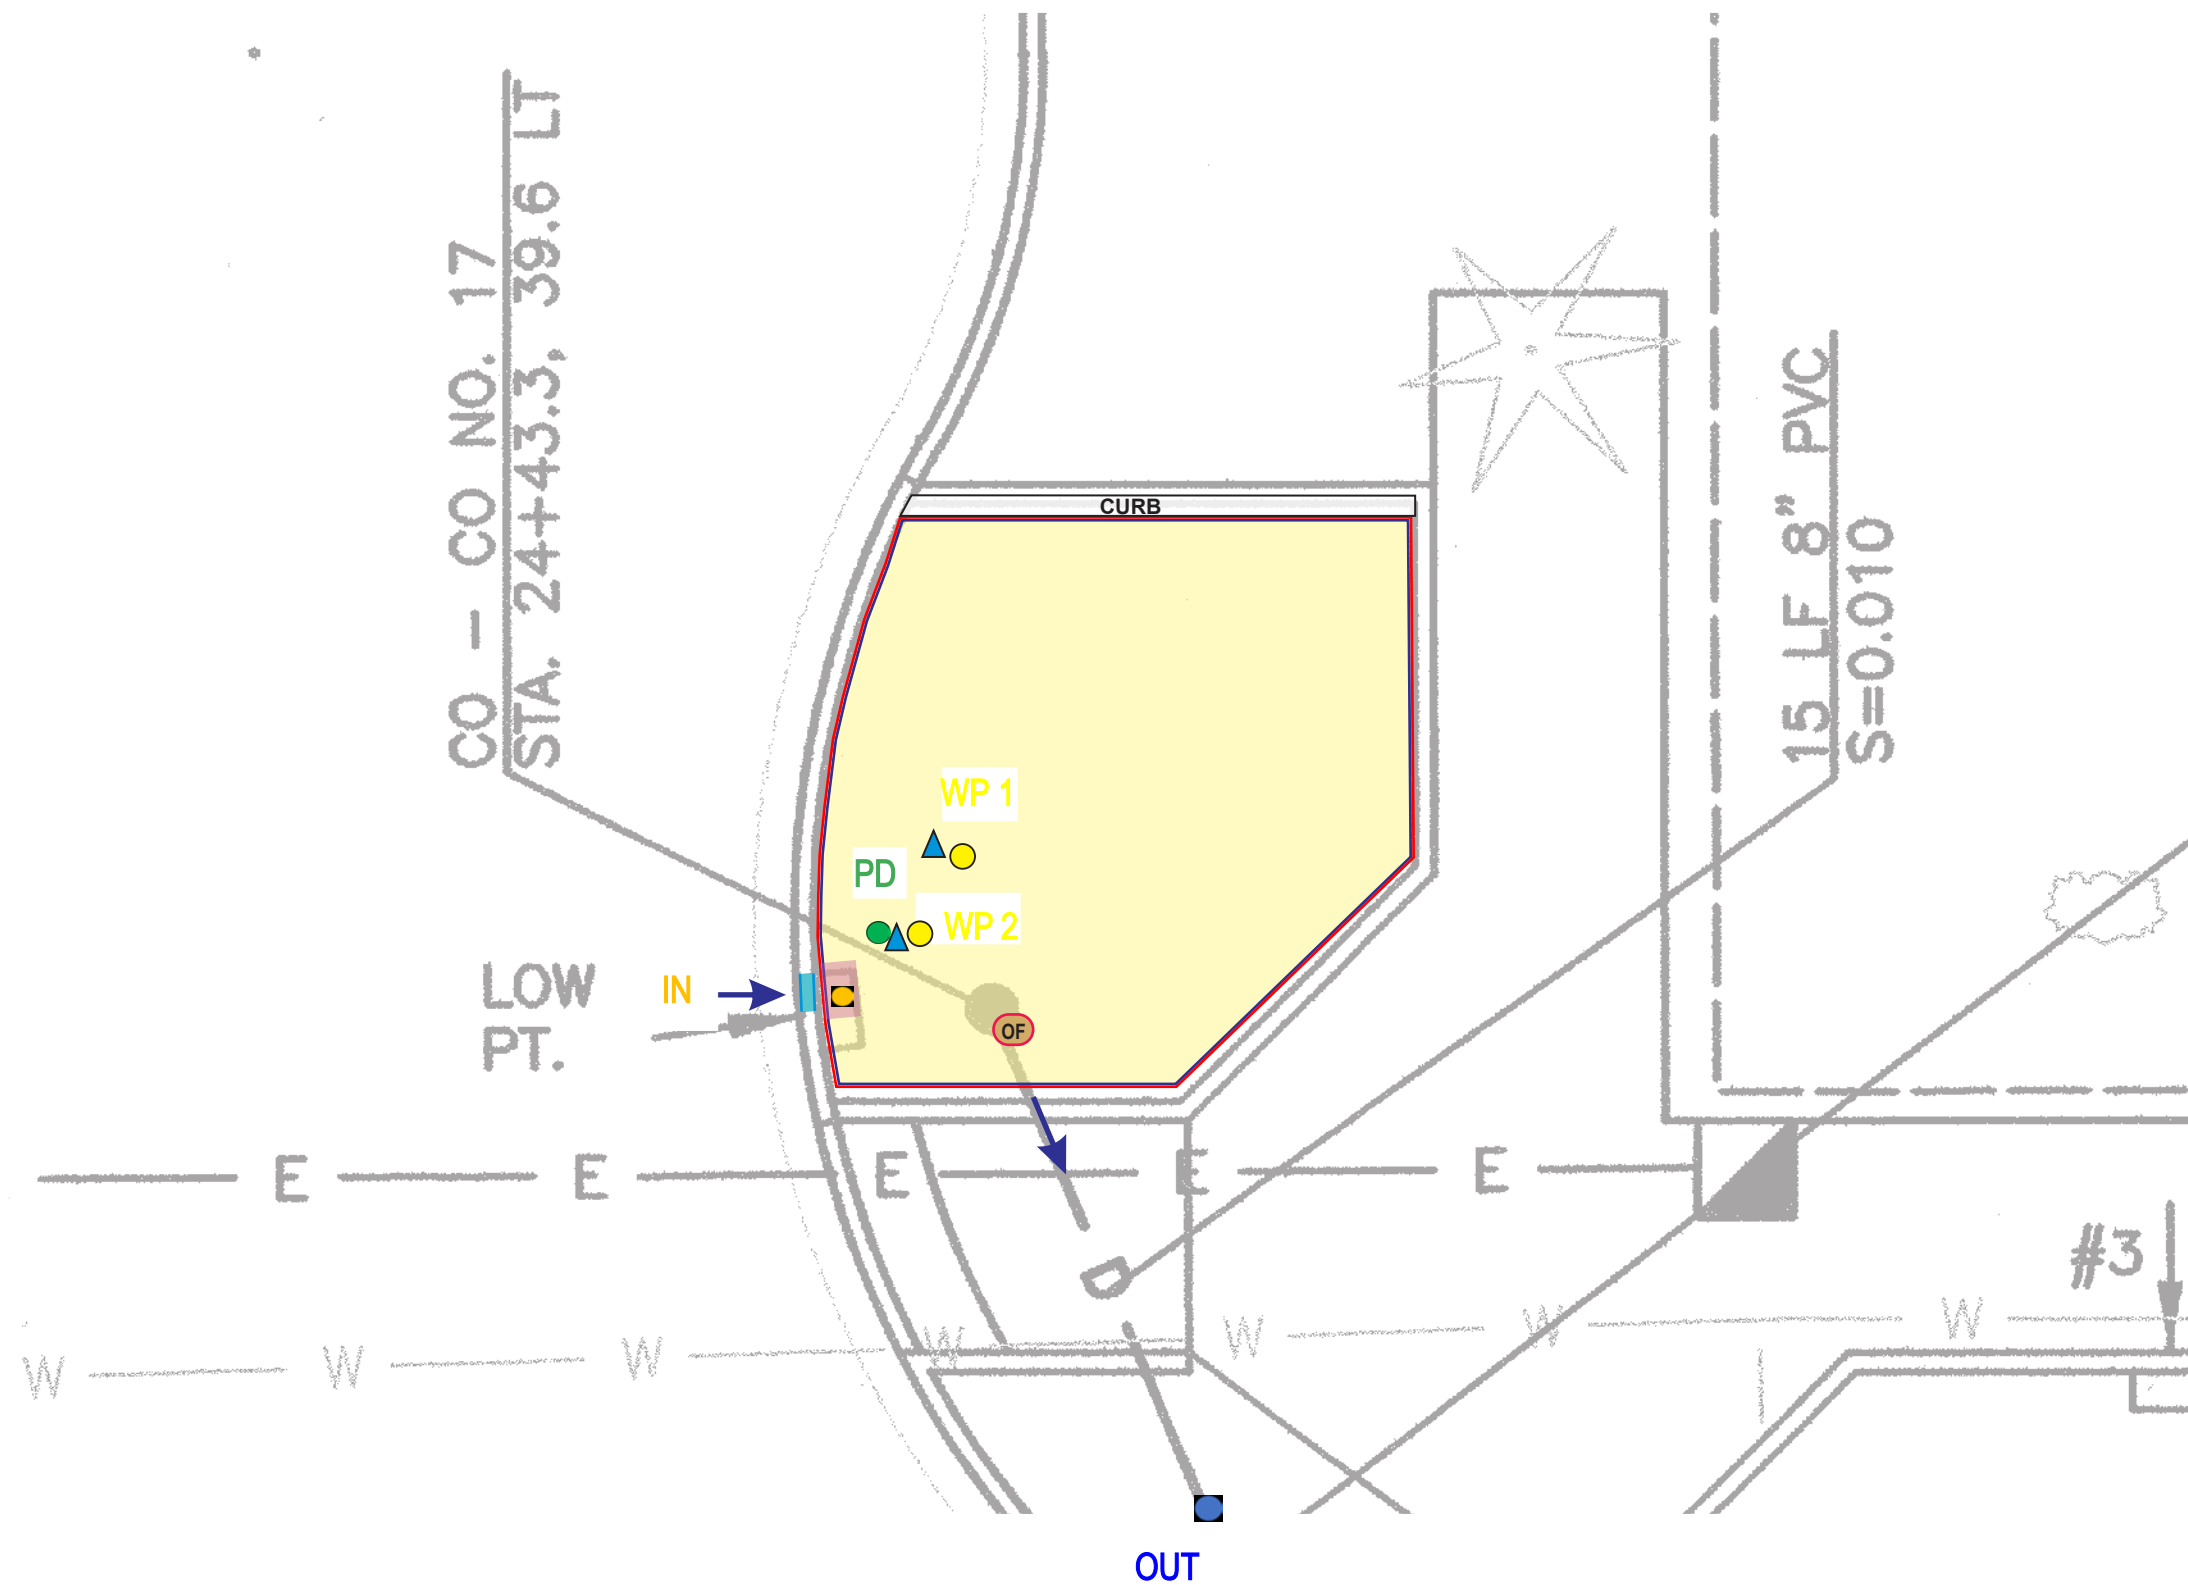 CO - CO NO. 17
STA. 24+43.3, 39.6 LT
15 LF 8" PVC
S=0.010
CURB
WP 1
PD
WP 2
LOW
PT.
IN
OF
E E E E E
D
#3
W W W W W W W
OUT